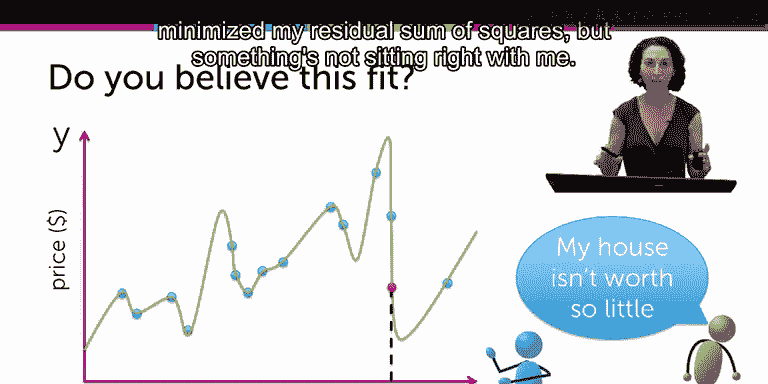 minimized my residual sum of squares, but
something's not sitting right with me.
Do you believe this fit?
y
price ($)
My house
isn't worth
so little